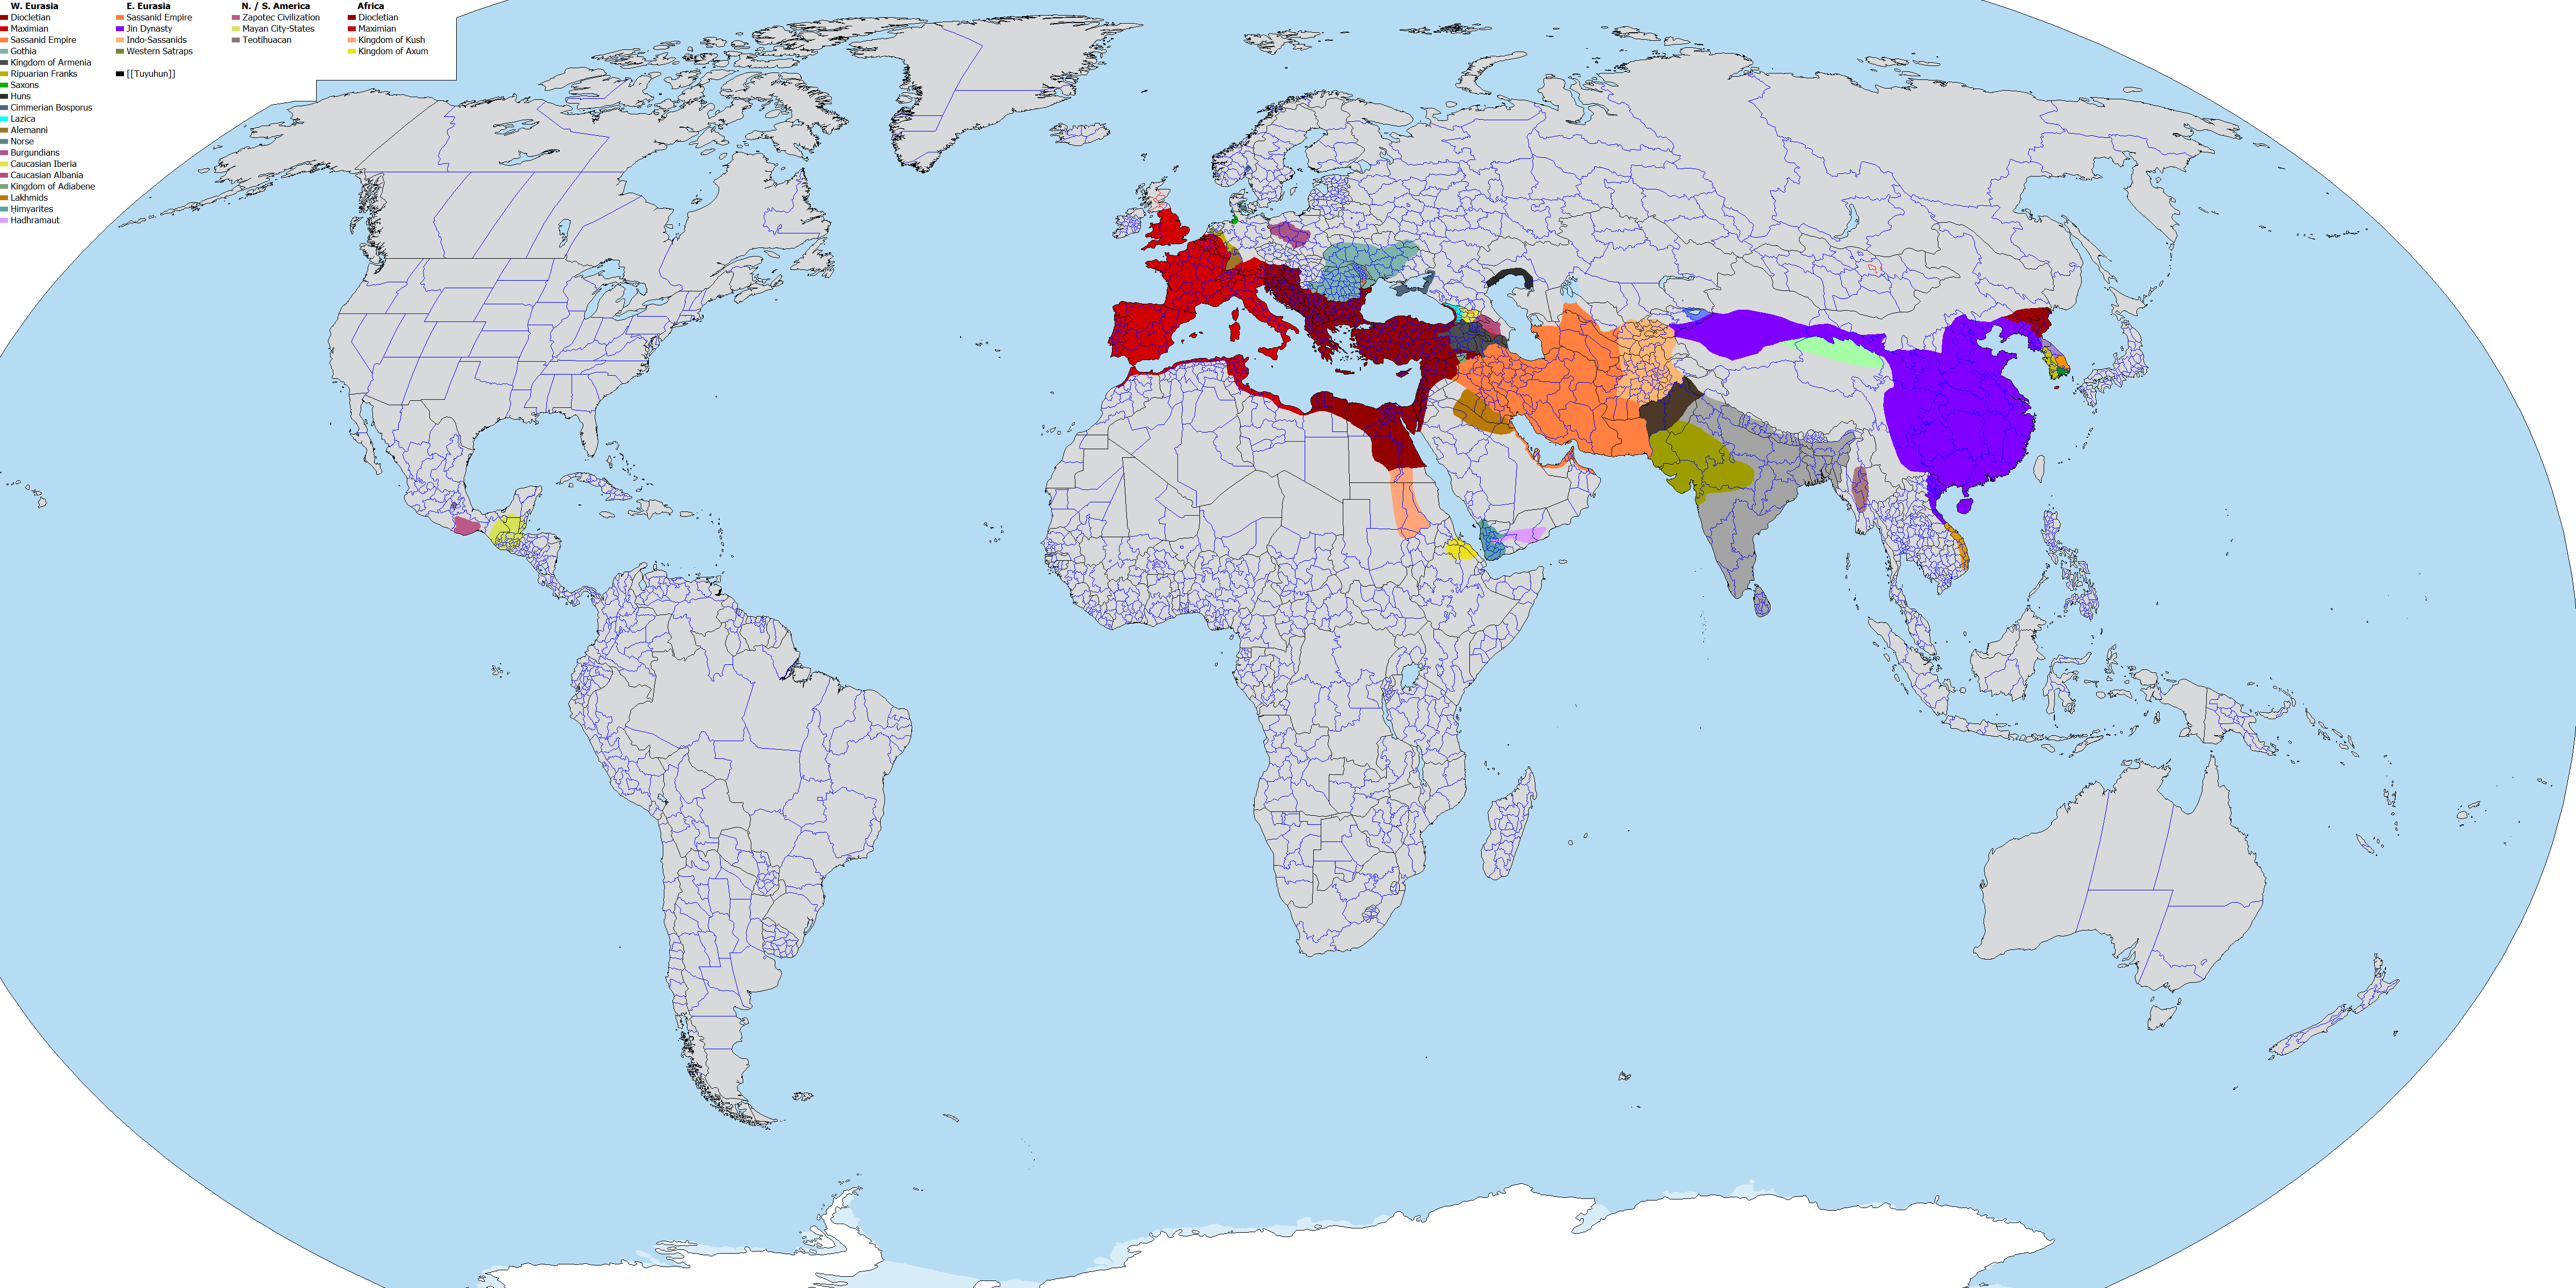 W. Eurasia
Diocletian
Maximian
Sassanid Empire
Gothia
Kingdom of Armenia
Ripuarian Franks
Saxons
Huns
Cimmerian Bosporus
Lazica
Alemanni
Norse
Burgundians
Caucasian Iberia
Caucasian Albania
Kingdom of Adiabene
Lakhmids
Himyarites
Hadhramaut
E. Eurasia
Sassanid Empire
Jin Dynasty
Indo-Sassanids
Western Satraps
[[Tuyuhun]]
N. / S. America
Zapotec Civilization
Mayan City-States
Teotihuacan
Africa
Diocletian
Maximian
Kingdom of Kush
Kingdom of Axum